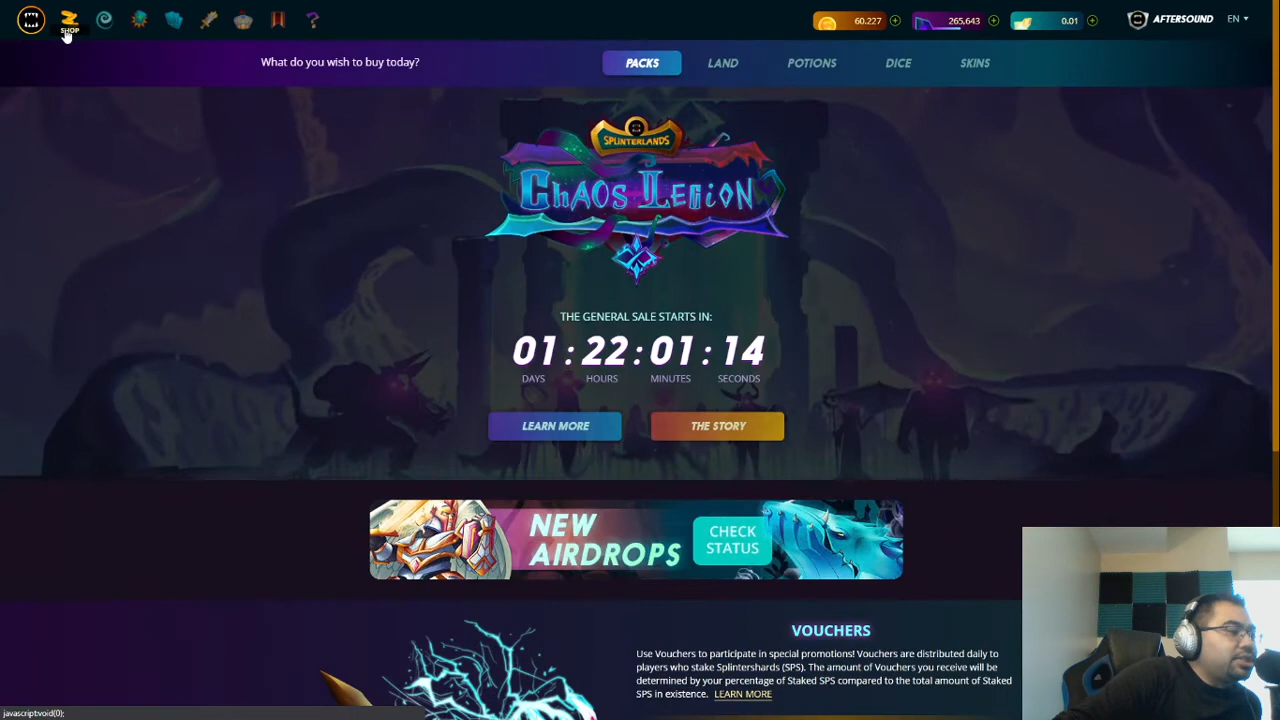 SHOP
60.227
265,643
0.01
AFTERSOUND
EN
What do you wish to buy today?
PACKS
LAND
POTIONS
DICE
SKINS
SPLINTERLANDS
CHAOS LEGION
THE GENERAL SALE STARTS IN:
01 : 22 : 01 : 14
DAYS
HOURS
MINUTES
SECONDS
LEARN MORE
THE STORY
NEW
AIRDROPS
CHECK
STATUS
VOUCHERS
Use Vouchers to participate in special promotions! Vouchers are distributed daily to
players who stake Splintershards (SPS). The amount of Vouchers you receive will be
determined by your percentage of Staked SPS compared to the total amount of Staked
SPS in existence. LEARN MORE
javascript:void(0);